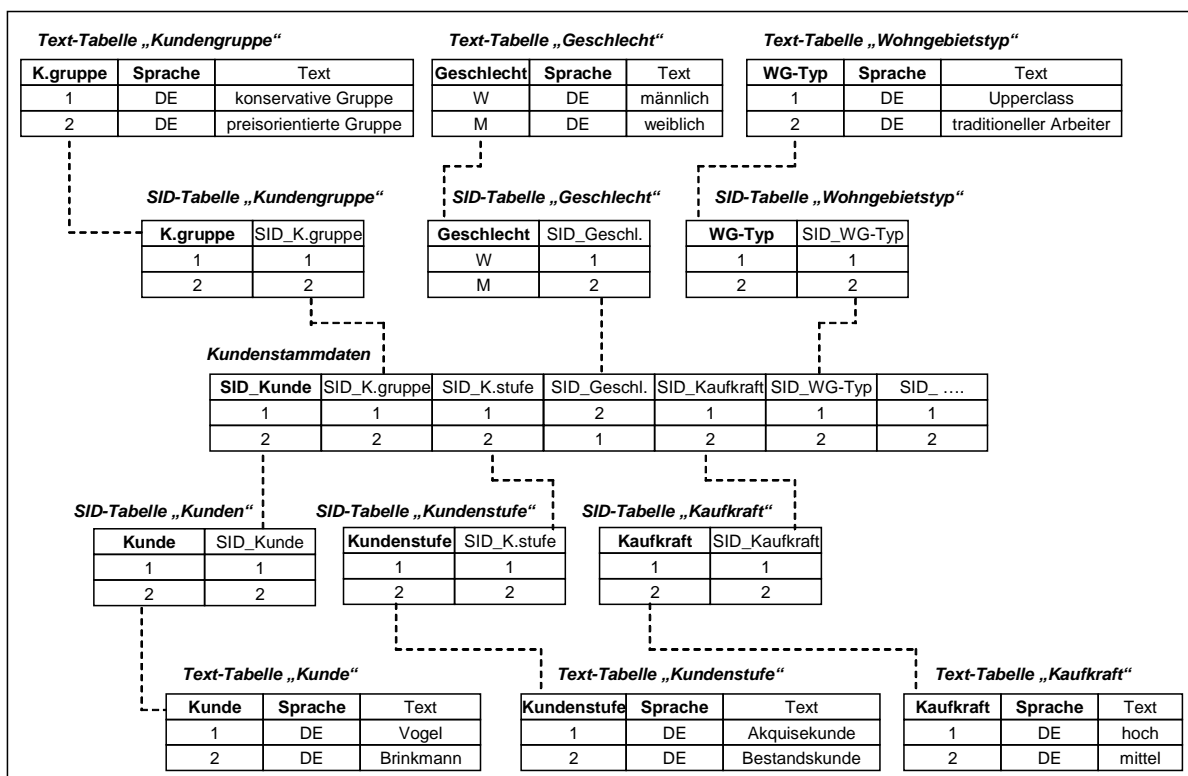 Text-Tabelle „Kundengruppe“
K.gruppe Sprache Text
1 DE konservative Gruppe
2 DE preisorientierte Gruppe
Text-Tabelle „Geschlecht“
Geschlecht Sprache Text
W DE männlich
M DE weiblich
Text-Tabelle „Wohngebietstyp“
WG-Typ Sprache Text
1 DE Upperclass
2 DE traditioneller Arbeiter
SID-Tabelle „Kundengruppe“
K.gruppe SID_K.gruppe
1 1
2 2
SID-Tabelle „Geschlecht“
Geschlecht SID_Geschl.
W 1
M 2
SID-Tabelle „Wohngebietstyp“
WG-Typ SID_WG-Typ
1 1
2 2
Kundenstammdaten
SID_Kunde SID_K.gruppe SID_K.stufe SID_Geschl. SID_Kaufkraft SID_WG-Typ SID_ ....
1 1 1 2 1 1 1
2 2 2 1 2 2 2
SID-Tabelle „Kunden“
Kunde SID_Kunde
1 1
2 2
SID-Tabelle „Kundenstufe“
Kundenstufe SID_K.stufe
1 1
2 2
SID-Tabelle „Kaufkraft“
Kaufkraft SID_Kaufkraft
1 1
2 2
Text-Tabelle „Kunde“
Kunde Sprache Text
1 DE Vogel
2 DE Brinkmann
Text-Tabelle „Kundenstufe“
Kundenstufe Sprache Text
1 DE Akquisekunde
2 DE Bestandskunde
Text-Tabelle „Kaufkraft“
Kaufkraft Sprache Text
1 DE hoch
2 DE mittel